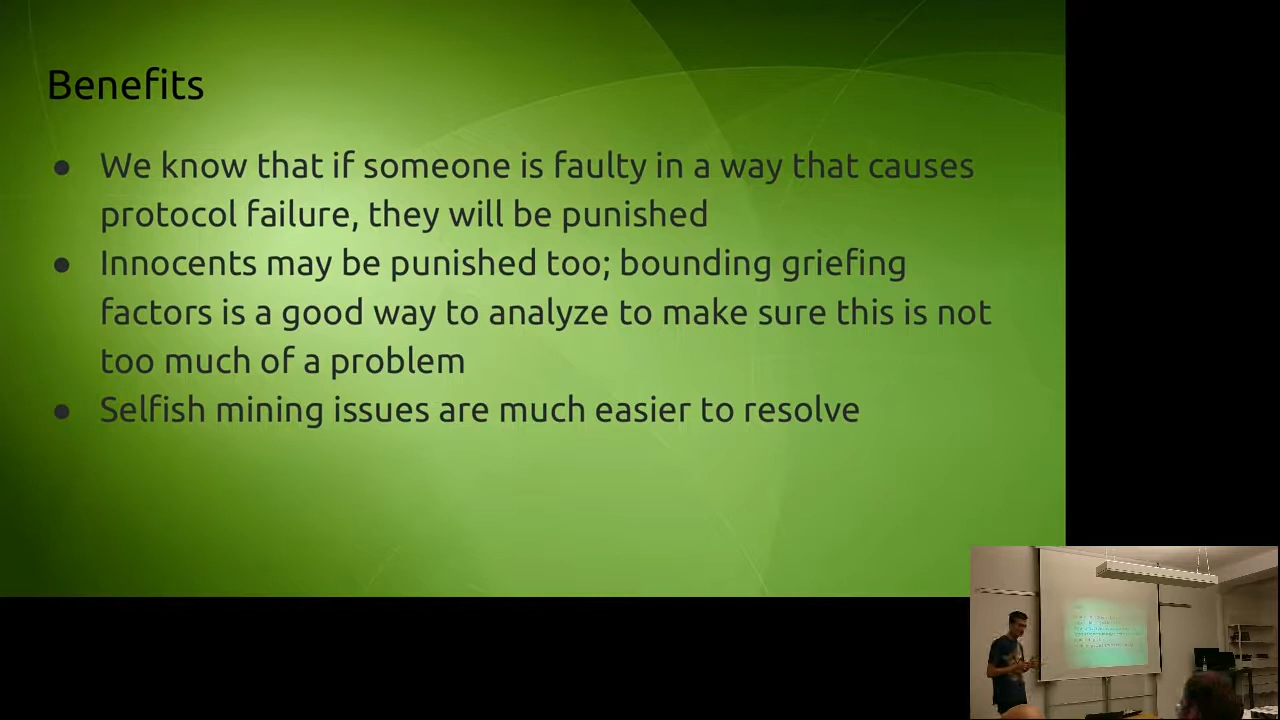 Benefits
● We know that if someone is faulty in a way that causes
protocol failure, they will be punished
● Innocents may be punished too; bounding griefing
factors is a good way to analyze to make sure this is not
too much of a problem
● Selfish mining issues are much easier to resolve